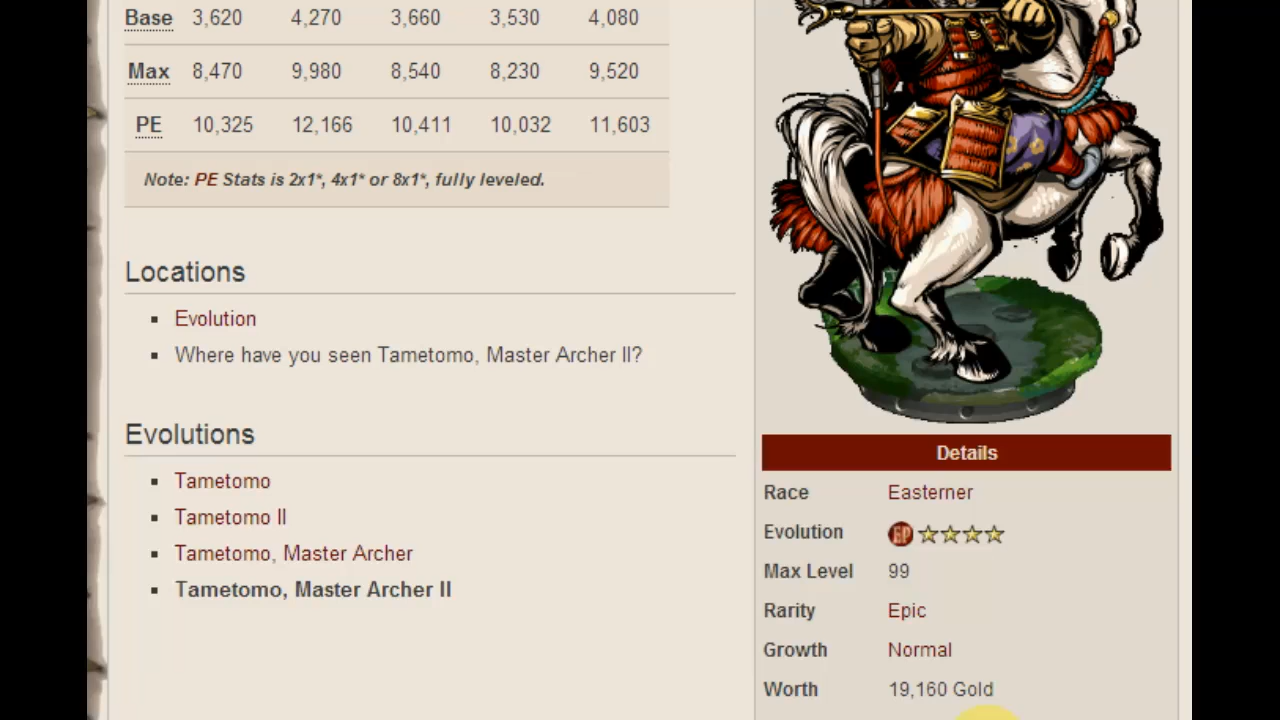 Base 3,620 4,270 3,660 3,530 4,080
Max 8,470 9,980 8,540 8,230 9,520
PE 10,325 12,166 10,411 10,032 11,603
Note: PE Stats is 2x1*, 4x1* or 8x1*, fully leveled.
Locations
Evolution
Where have you seen Tametomo, Master Archer II?
Evolutions
Tametomo
Tametomo II
Tametomo, Master Archer
Tametomo, Master Archer II
Details
Race Easterner
Evolution EP
Max Level 99
Rarity Epic
Growth Normal
Worth 19,160 Gold